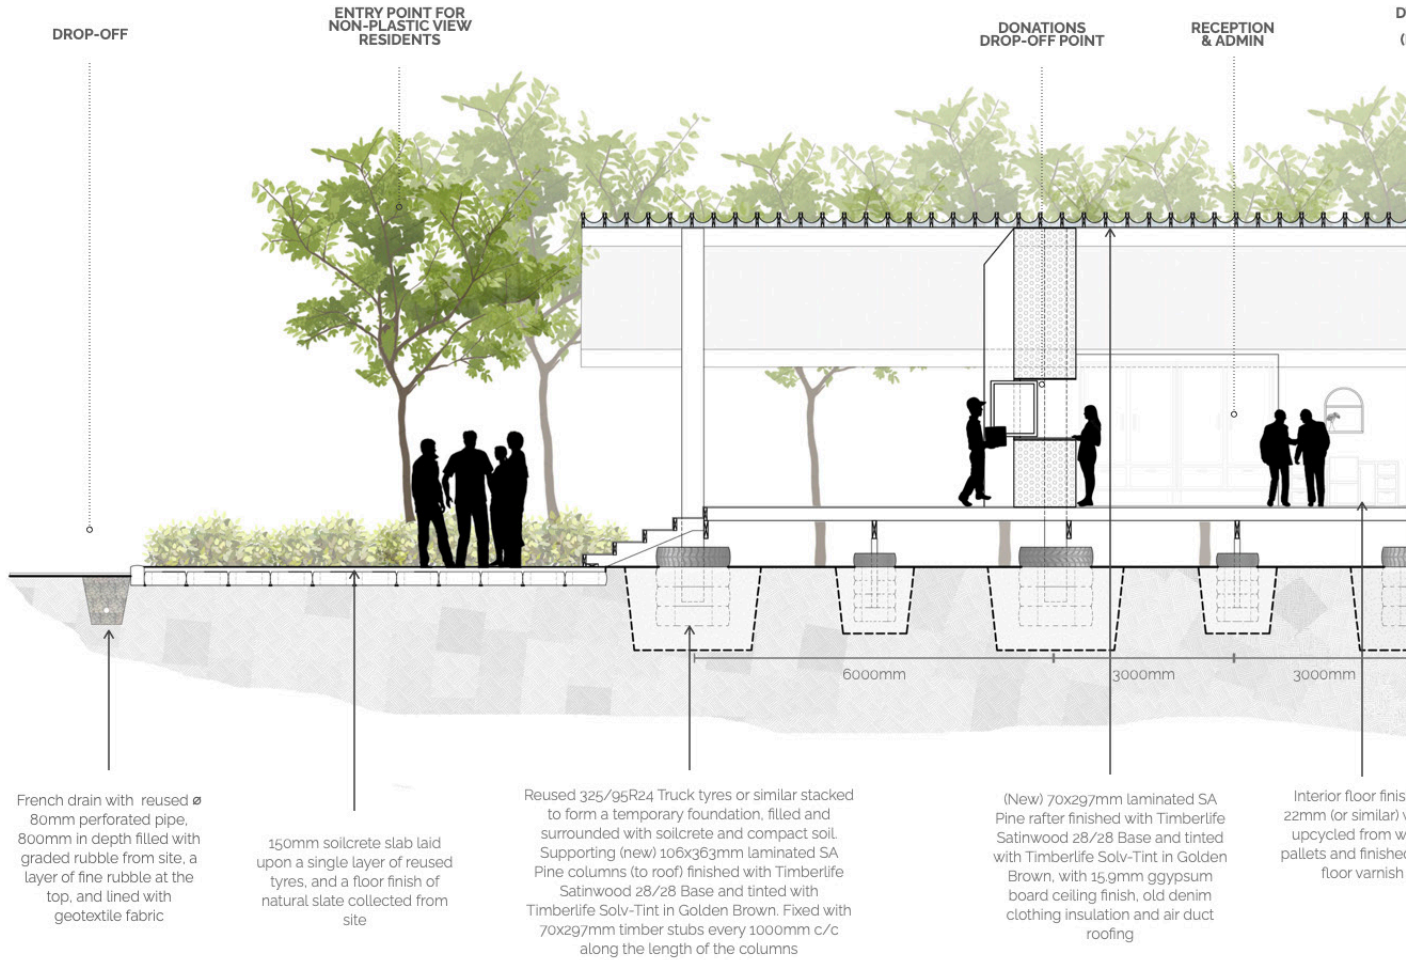 DROP-OFF
ENTRY POINT FOR
NON-PLASTIC VIEW
RESIDENTS
DONATIONS
DROP-OFF POINT
RECEPTION
& ADMIN
D
(
6000mm
3000mm
3000mm
French drain with reused ø
80mm perforated pipe,
800mm in depth filled with
graded rubble from site, a
layer of fine rubble at the
top, and lined with
geotextile fabric
150mm soilcrete slab laid
upon a single layer of reused
tyres, and a floor finish of
natural slate collected from
site
Reused 325/95R24 Truck tyres or similar stacked
to form a temporary foundation, filled and
surrounded with soilcrete and compact soil.
Supporting (new) 106x363mm laminated SA
Pine columns (to roof) finished with Timberlife
Satinwood 28/28 Base and tinted with
Timberlife Solv-Tint in Golden Brown. Fixed with
70x297mm timber stubs every 1000mm c/c
along the length of the columns
(New) 70x297mm laminated SA
Pine rafter finished with Timberlife
Satinwood 28/28 Base and tinted
with Timberlife Solv-Tint in Golden
Brown, with 15.9mm ggypsum
board ceiling finish, old denim
clothing insulation and air duct
roofing
Interior floor finis
22mm (or similar) v
upcycled from w
pallets and finished
floor varnish